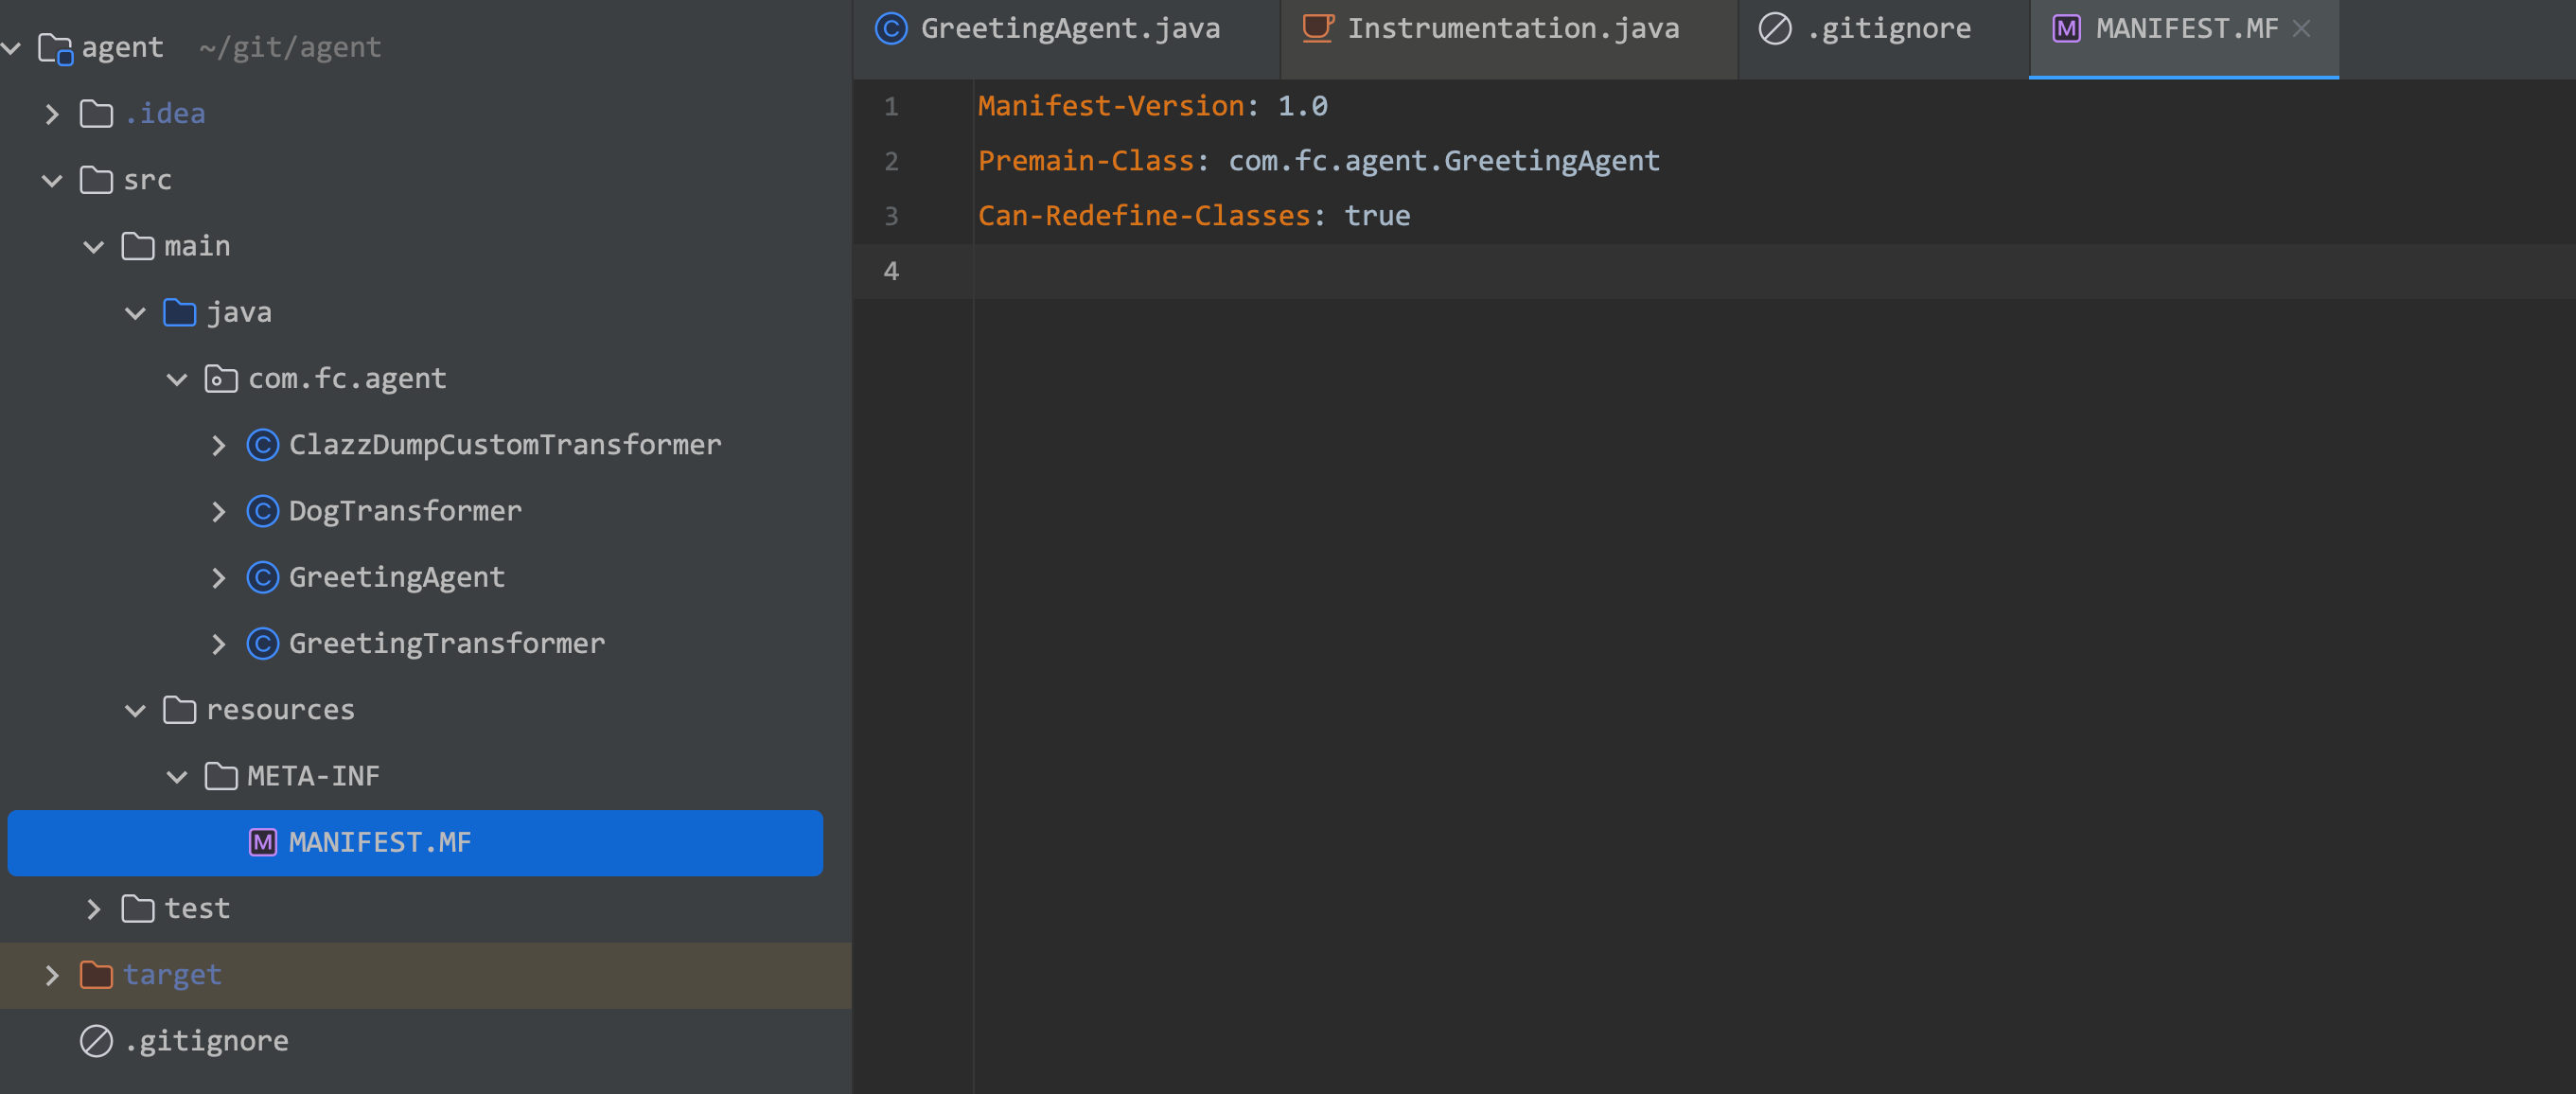 agent ~/git/agent
.idea
src
main
java
com.fc.agent
ClazzDumpCustomTransformer
DogTransformer
GreetingAgent
GreetingTransformer
resources
META-INF
MANIFEST.MF
test
target
.gitignore
GreetingAgent.java Instrumentation.java .gitignore MANIFEST.MF
1 Manifest-Version: 1.0
2 Premain-Class: com.fc.agent.GreetingAgent
3 Can-Redefine-Classes: true
4